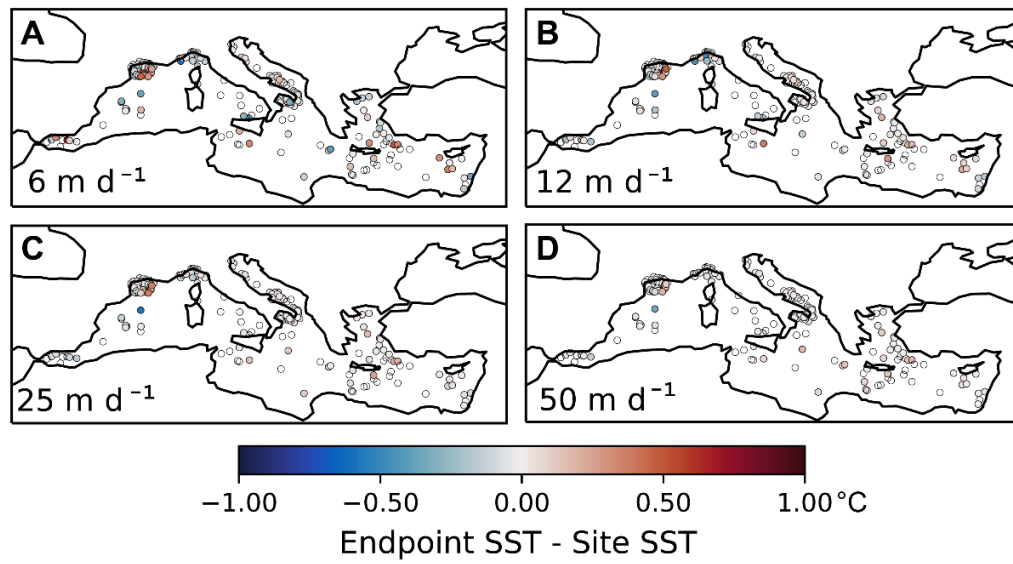 A
B
6 m d ⁻¹
12 m d ⁻¹
C
D
25 m d ⁻¹
50 m d ⁻¹
−1.00 −0.50 0.00 0.50 1.00 °C
Endpoint SST - Site SST